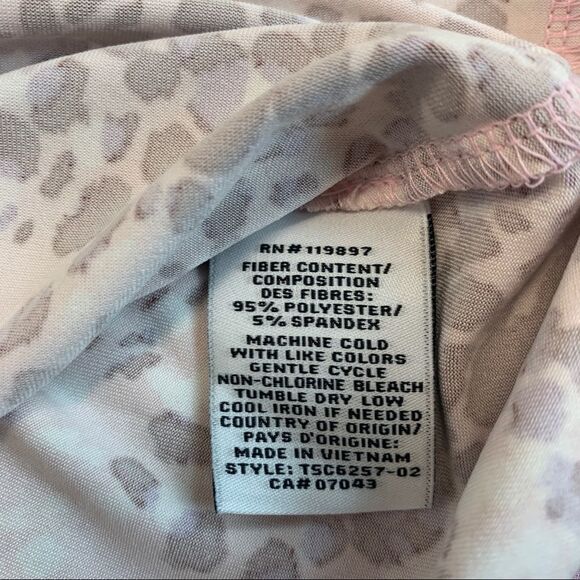 RN# 119897
FIBER CONTENT/
COMPOSITION
DES FIBRES:
95% POLYESTER/
5% SPANDEX
MACHINE COLD
WITH LIKE COLORS
GENTLE CYCLE
NON-CHLORINE BLEACH
TUMBLE DRY LOW
COOL IRON IF NEEDED
COUNTRY OF ORIGIN/
PAYS D'ORIGINE:
MADE IN VIETNAM
STYLE: TSC6257-02
CA# 07043